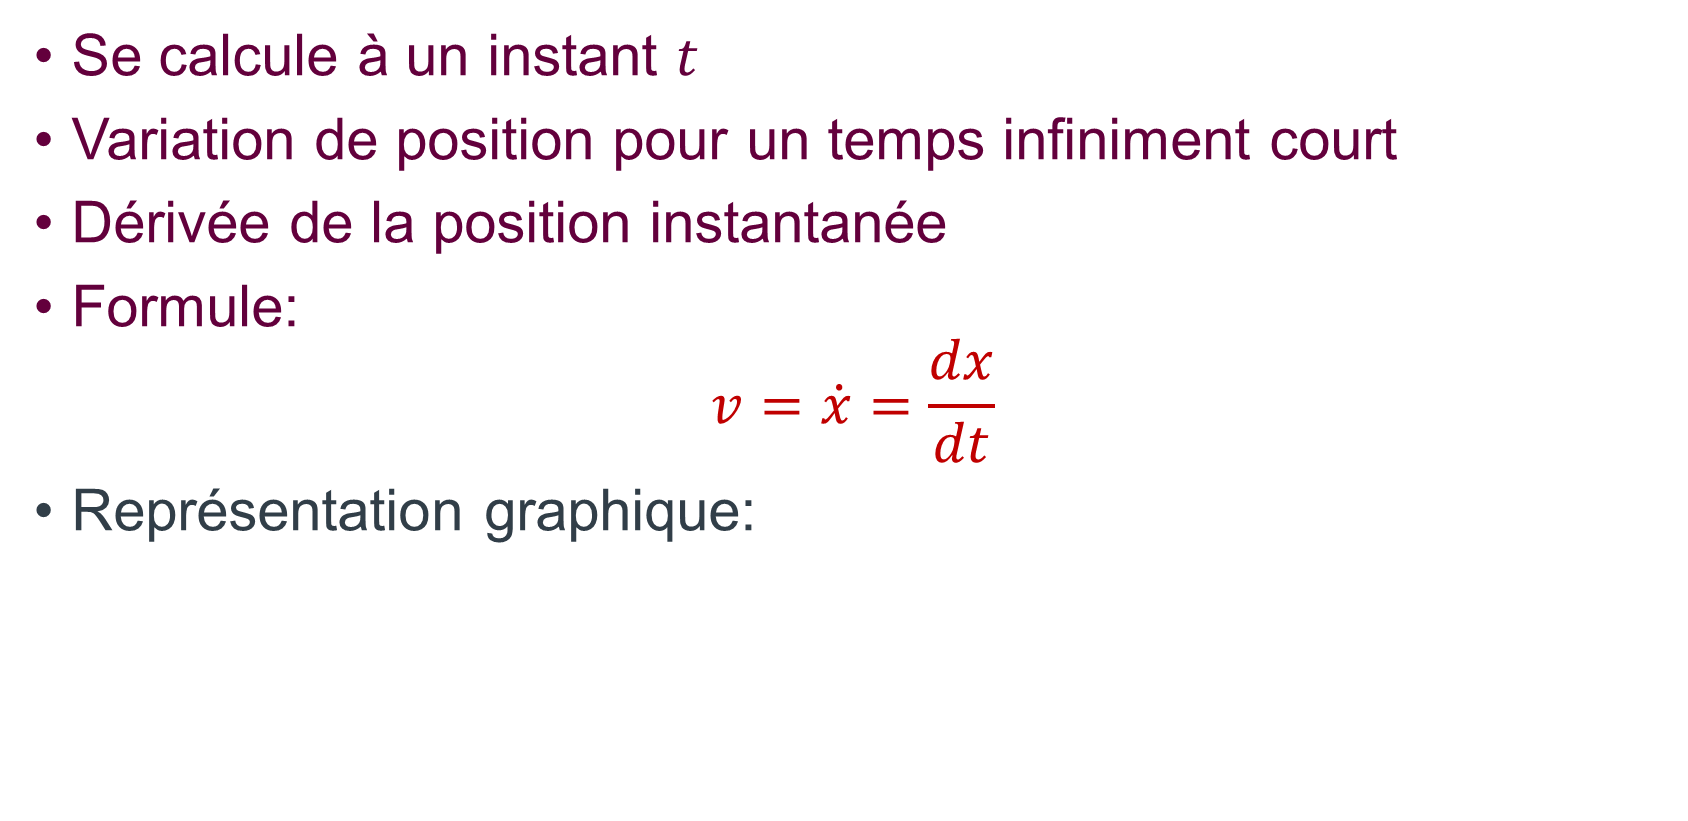 • Se calcule à un instant 𝑡
• Variation de position pour un temps infiniment court
• Dérivée de la position instantanée
• Formule:
𝑣 = 𝑥̇ = 𝑑𝑥/𝑑𝑡
• Représentation graphique: